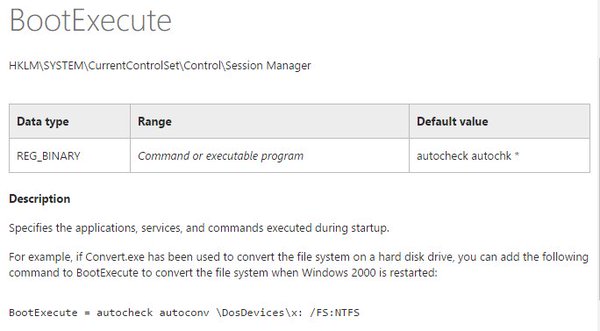 BootExecute
HKLM\SYSTEM\CurrentControlSet\Control\Session Manager
Data type Range Default value
REG_BINARY Command or executable program autocheck autochk *
Description
Specifies the applications, services, and commands executed during startup.
For example, if Convert.exe has been used to convert the file system on a hard disk drive, you can add the following
command to BootExecute to convert the file system when Windows 2000 is restarted:
BootExecute = autocheck autoconv \DosDevices\x: /FS:NTFS